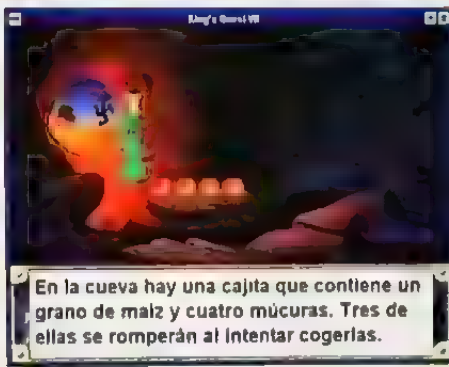 King's Quest VII
En la cueva hay una cajita que contiene un
grano de maiz y cuatro múcuras. Tres de
ellas se romperán al intentar cogerlas.